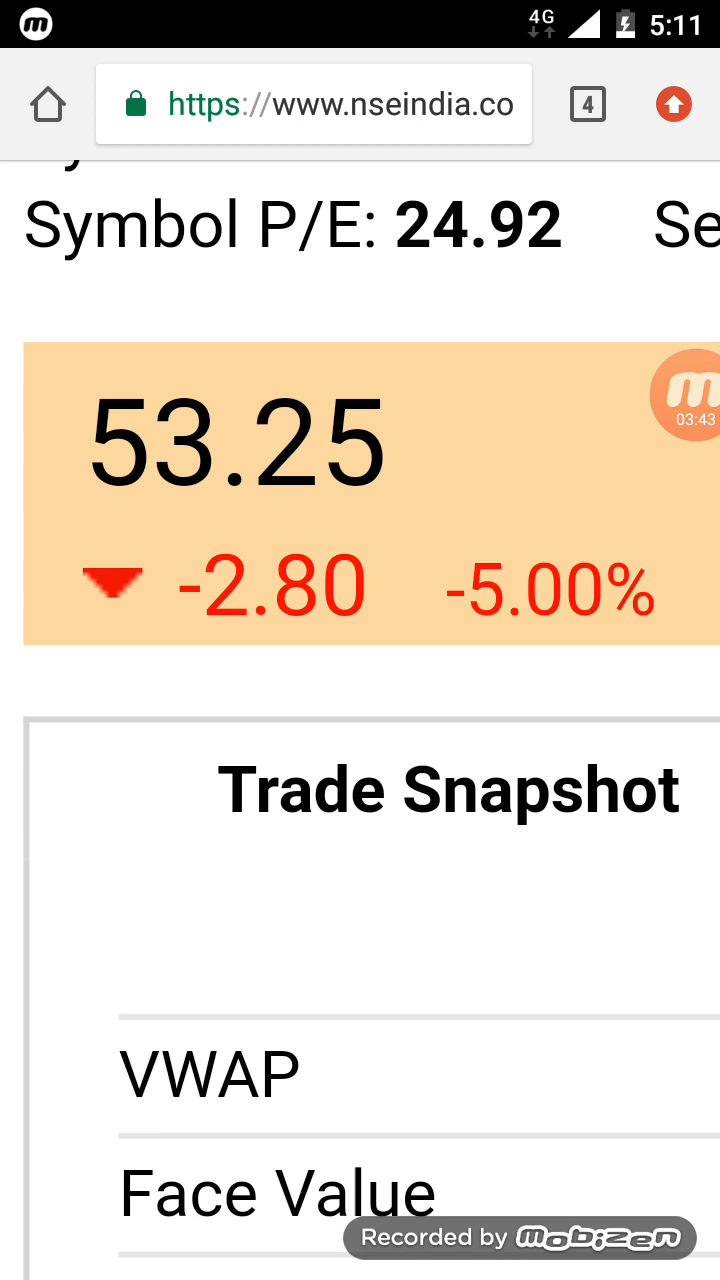 4G 5:11
https://www.nseindia.co 4
Symbol P/E: 24.92 Se
53.25
03:43
-2.80 -5.00%
Trade Snapshot
VWAP
Face Value
Recorded by mobizen